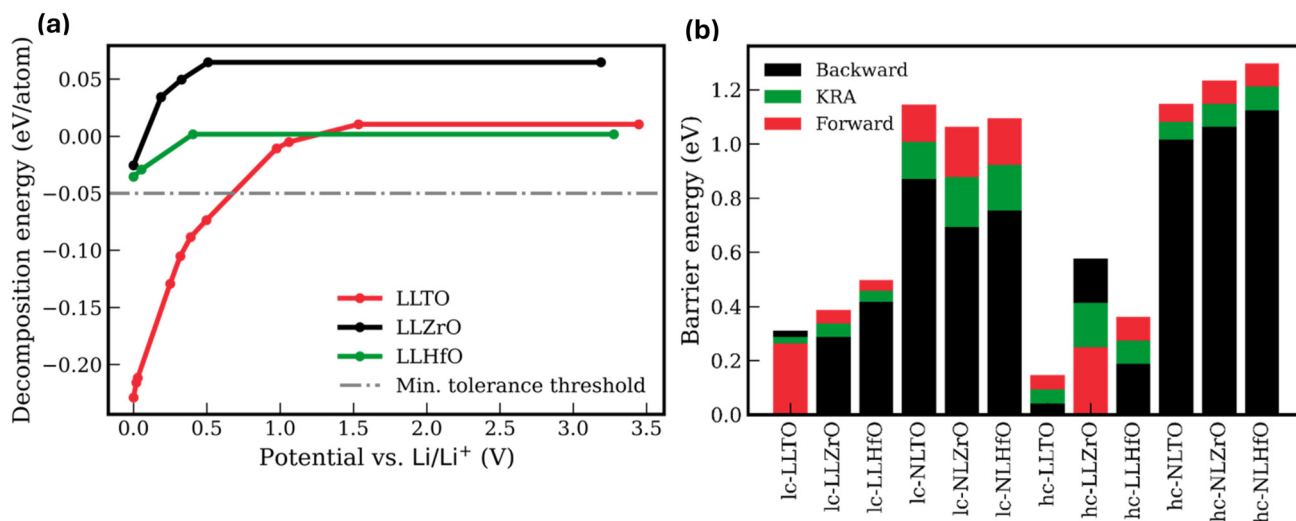 (a)
Decomposition energy (eV/atom)
0.05
0.00
−0.05
−0.10
−0.15
−0.20
LLTO
LLZrO
LLHfO
Min. tolerance threshold
0.0 0.5 1.0 1.5 2.0 2.5 3.0 3.5
Potential vs. Li/Li⁺ (V)
(b)
Barrier energy (eV)
1.2
1.0
0.8
0.6
0.4
0.2
0.0
Backward
KRA
Forward
lc-LLTO
lc-LLZrO
lc-LLHfO
lc-NLTO
lc-NLZrO
lc-NLHfO
hc-LLTO
hc-LLZrO
hc-LLHfO
hc-NLTO
hc-NLZrO
hc-NLHfO